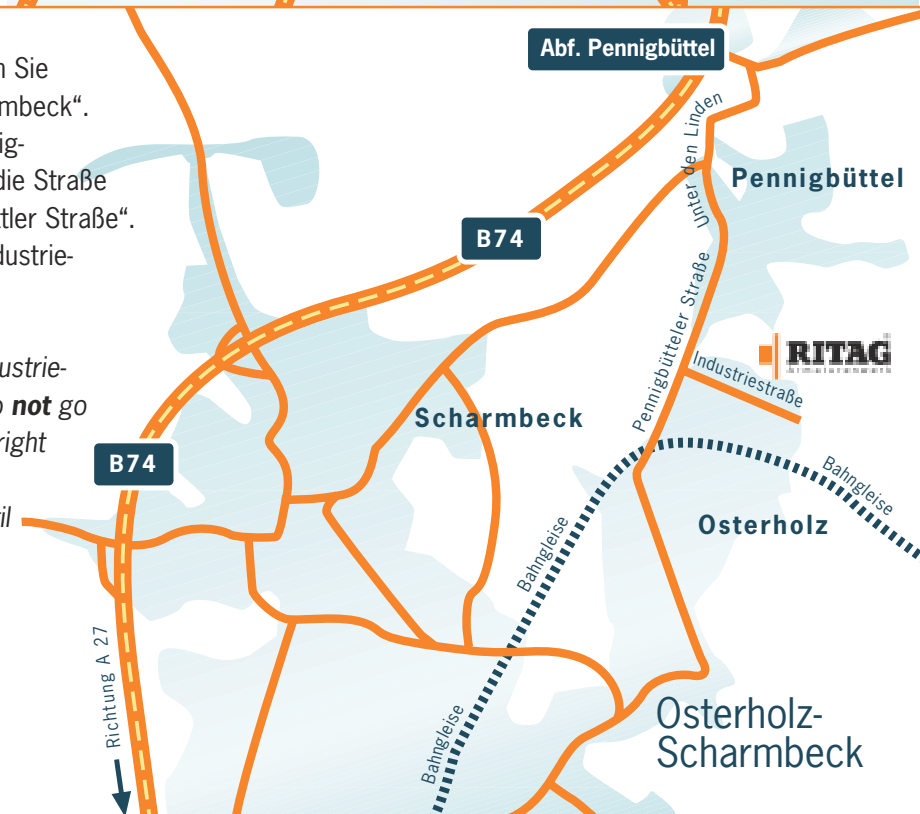 n Sie
mbeck“.
ig-
die Straße
tler Straße“.
dustrie-
ustrie-
o not go
right
il
Abf. Pennigbüttel
Unter den Linden
Pennigbüttel
B74
Pennigbütteler Straße
RITAG
Industriestraße
Scharmbeck
B74
Bahngleise
Osterholz
Bahngleise
Richtung A 27
Bahngleise
Osterholz-
Scharmbeck